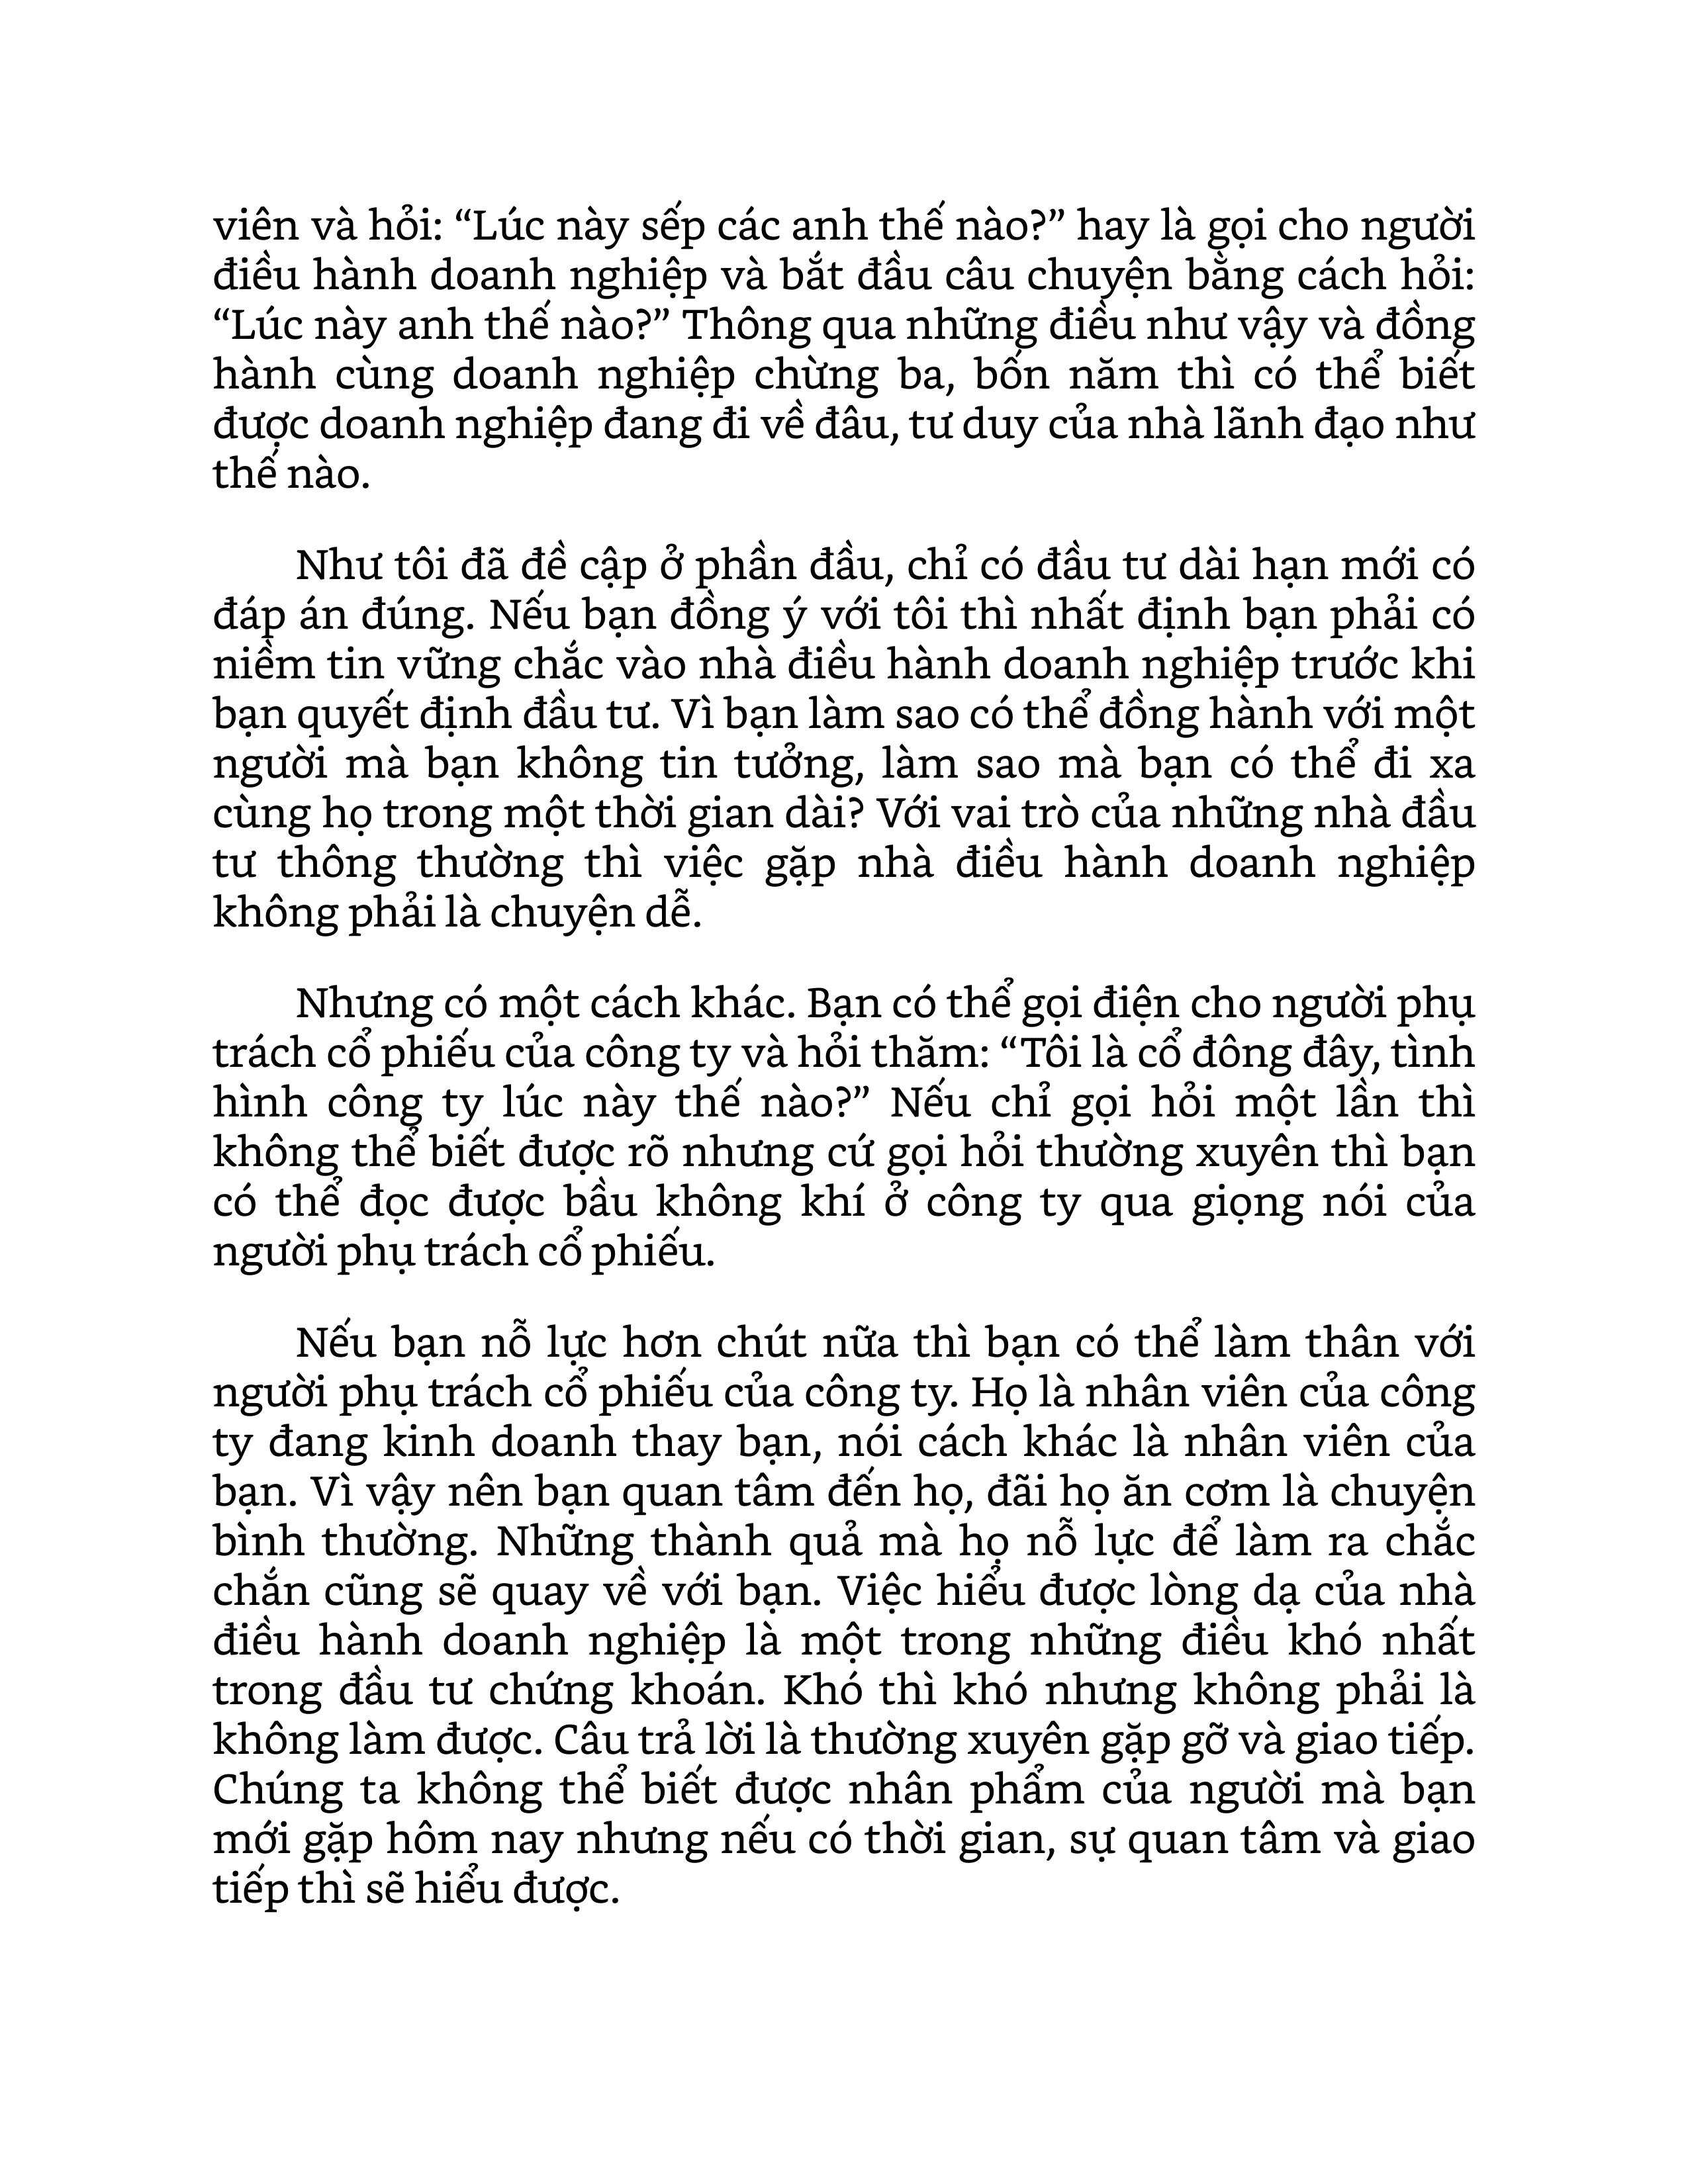 viên và hỏi: “Lúc này sếp các anh thế nào?” hay là gọi cho người
điều hành doanh nghiệp và bắt đầu câu chuyện bằng cách hỏi:
“Lúc này anh thế nào?” Thông qua những điều như vậy và đồng
hành cùng doanh nghiệp chừng ba, bốn năm thì có thể biết
được doanh nghiệp đang đi về đâu, tư duy của nhà lãnh đạo như
thế nào.
Như tôi đã đề cập ở phần đầu, chỉ có đầu tư dài hạn mới có
đáp án đúng. Nếu bạn đồng ý với tôi thì nhất định bạn phải có
niềm tin vững chắc vào nhà điều hành doanh nghiệp trước khi
bạn quyết định đầu tư. Vì bạn làm sao có thể đồng hành với một
người mà bạn không tin tưởng, làm sao mà bạn có thể đi xa
cùng họ trong một thời gian dài? Với vai trò của những nhà đầu
tư thông thường thì việc gặp nhà điều hành doanh nghiệp
không phải là chuyện dễ.
Nhưng có một cách khác. Bạn có thể gọi điện cho người phụ
trách cổ phiếu của công ty và hỏi thăm: “Tôi là cổ đông đây, tình
hình công ty lúc này thế nào?” Nếu chỉ gọi hỏi một lần thì
không thể biết được rõ nhưng cứ gọi hỏi thường xuyên thì bạn
có thể đọc được bầu không khí ở công ty qua giọng nói của
người phụ trách cổ phiếu.
Nếu bạn nỗ lực hơn chút nữa thì bạn có thể làm thân với
người phụ trách cổ phiếu của công ty. Họ là nhân viên của công
ty đang kinh doanh thay bạn, nói cách khác là nhân viên của
bạn. Vì vậy nên bạn quan tâm đến họ, đãi họ ăn cơm là chuyện
bình thường. Những thành quả mà họ nỗ lực để làm ra chắc
chắn cũng sẽ quay về với bạn. Việc hiểu được lòng dạ của nhà
điều hành doanh nghiệp là một trong những điều khó nhất
trong đầu tư chứng khoán. Khó thì khó nhưng không phải là
không làm được. Câu trả lời là thường xuyên gặp gỡ và giao tiếp.
Chúng ta không thể biết được nhân phẩm của người mà bạn
mới gặp hôm nay nhưng nếu có thời gian, sự quan tâm và giao
tiếp thì sẽ hiểu được.